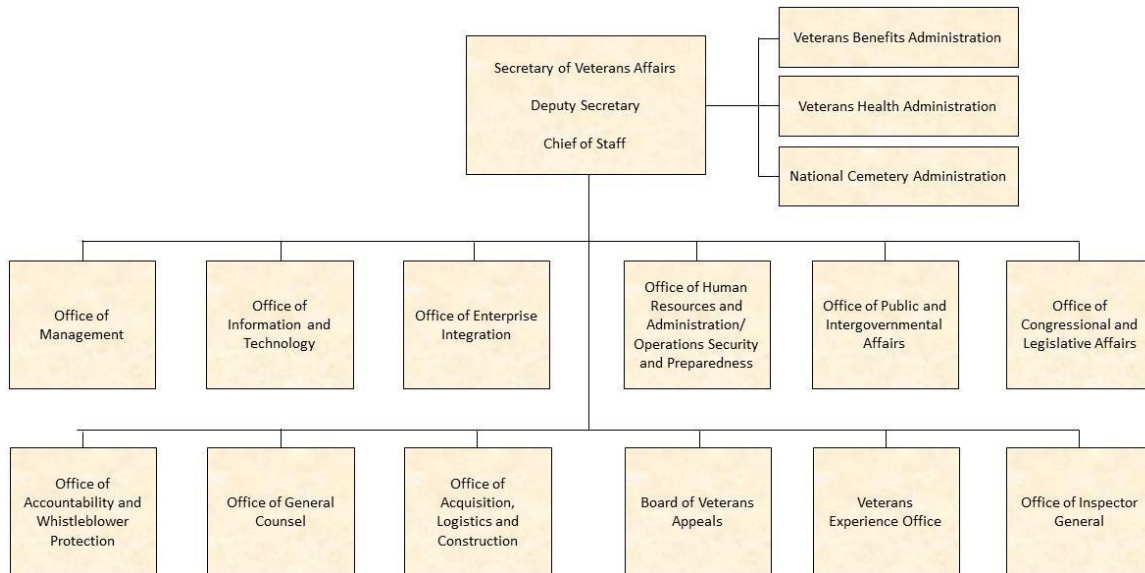 Secretary of Veterans Affairs
Deputy Secretary
Chief of Staff
Veterans Benefits Administration
Veterans Health Administration
National Cemetery Administration
Office of
Management
Office of
Information and
Technology
Office of Enterprise
Integration
Office of Human
Resources and
Administration/
Operations Security
and Preparedness
Office of Public and
Intergovernmental
Affairs
Office of
Congressional and
Legislative Affairs
Office of
Accountability and
Whistleblower
Protection
Office of General
Counsel
Office of
Acquisition,
Logistics and
Construction
Board of Veterans
Appeals
Veterans
Experience Office
Office of Inspector
General